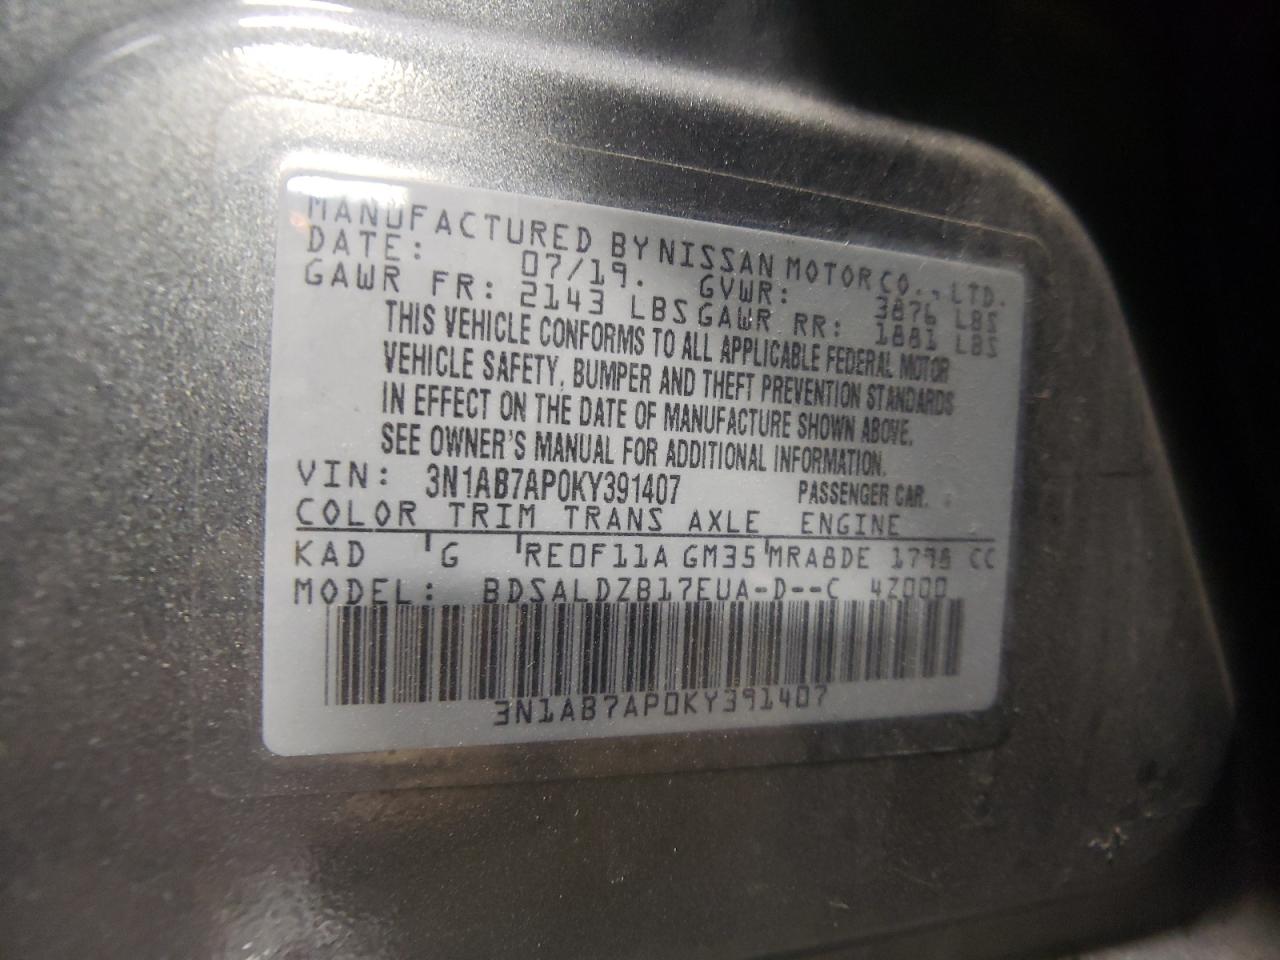 MANUFACTURED BY NISSAN MOTOR CO., LTD.
DATE: 07/19. GVWR: 3876 LBS
GAWR FR: 2143 LBS GAWR RR: 1881 LBS
THIS VEHICLE CONFORMS TO ALL APPLICABLE FEDERAL MOTOR
VEHICLE SAFETY, BUMPER AND THEFT PREVENTION STANDARDS
IN EFFECT ON THE DATE OF MANUFACTURE SHOWN ABOVE.
SEE OWNER'S MANUAL FOR ADDITIONAL INFORMATION.
VIN: 3N1AB7AP0KY391407 PASSENGER CAR.
COLOR TRIM TRANS AXLE ENGINE
KAD G RE0F11A GM35 MRA8DE 1798 CC
MODEL: BDSALDZB17EUA-D--C 4Z000
3N1AB7AP0KY391407